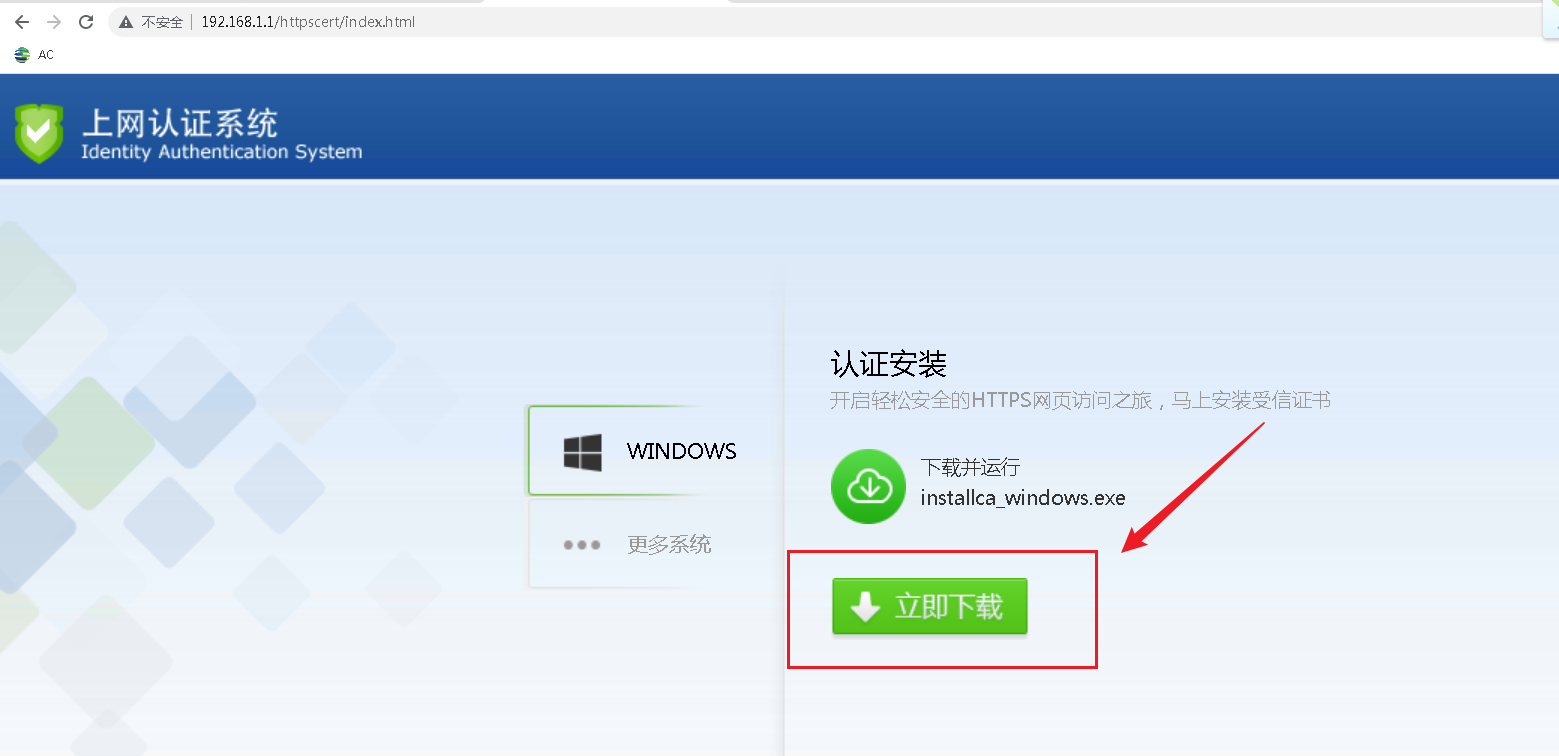 不安全 192.168.1.1/httpscert/index.html
AC
上网认证系统
Identity Authentication System
认证安装
开启轻松安全的HTTPS网页访问之旅，马上安装受信证书
WINDOWS
更多系统
下载并运行
installca_windows.exe
立即下载